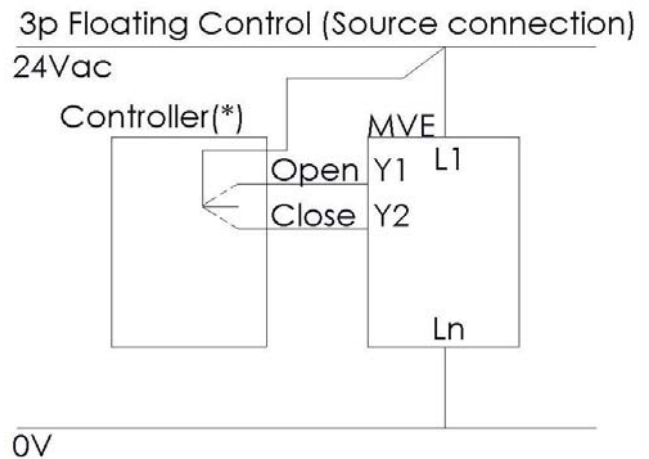 3p Floating Control (Source connection)
24Vac
Controller(*)
MVE
L1
Open Y1
Close Y2
Ln
0V